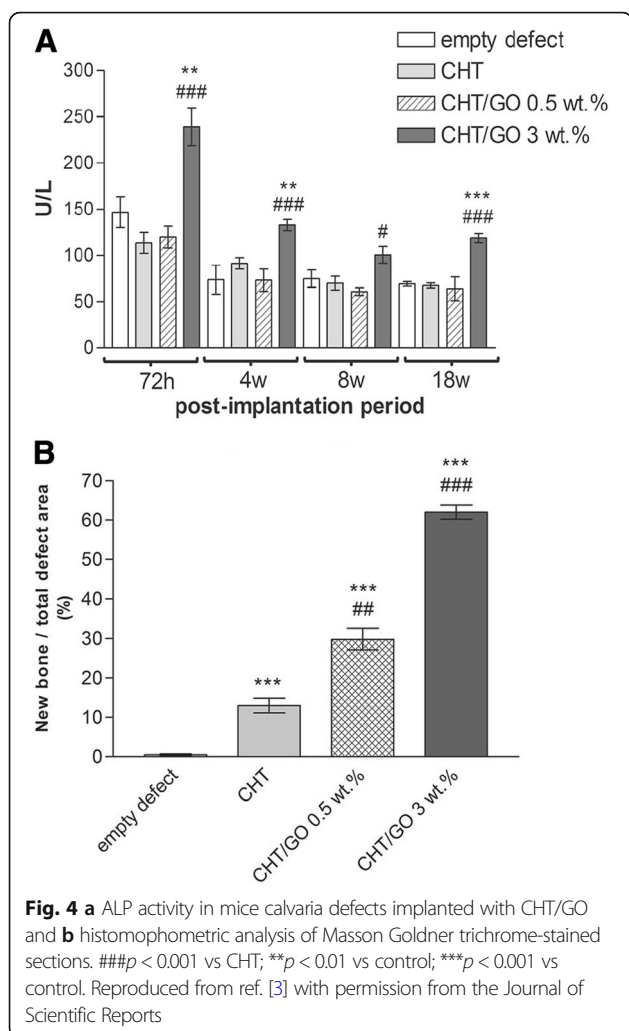 A
empty defect
CHT
CHT/GO 0.5 wt.%
CHT/GO 3 wt.%
300
250
200
150
100
50
0
U/L
**
###
**
###
#
***
###
72h 4w 8w 18w
post-implantation period
B
70
60
50
40
30
20
10
0
New bone / total defect area
(%)
***
***
##
***
###
empty defect
CHT
CHT/GO 0.5 wt.%
CHT/GO 3 wt.%
Fig. 4 a ALP activity in mice calvaria defects implanted with CHT/GO
and b histomophometric analysis of Masson Goldner trichrome-stained
sections. ###p < 0.001 vs CHT; **p < 0.01 vs control; ***p < 0.001 vs
control. Reproduced from ref. [3] with permission from the Journal of
Scientific Reports